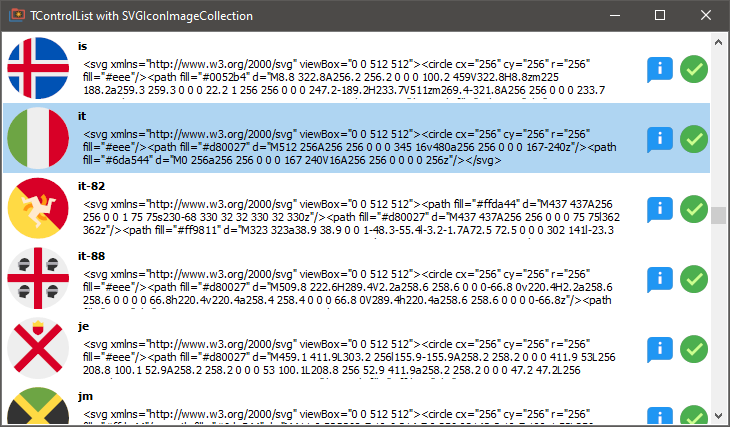 TControlList with SVGIconImageCollection
is
<svg xmlns="http://www.w3.org/2000/svg" viewBox="0 0 512 512"><circle cx="256" cy="256" r="256"
fill="#eee"/><path fill="#0052b4" d="M8.8 322.8A256.2 256.2 0 0 0 100.2 459V322.8H8.8zm225
188.2a259.3 259.3 0 0 0 22.2 1 256 256 0 0 0 247.2-189.2H233.7V511zm269.4-321.8A256 256 0 0 0 233.7
it
<svg xmlns="http://www.w3.org/2000/svg" viewBox="0 0 512 512"><circle cx="256" cy="256" r="256"
fill="#eee"/><path fill="#d80027" d="M512 256A256 256 0 0 0 345 16v480a256 256 0 0 0 167-240z"/><path
fill="#6da544" d="M0 256a256 256 0 0 0 167 240V16A256 256 0 0 0 0 256z"/></svg>
it-82
<svg xmlns="http://www.w3.org/2000/svg" viewBox="0 0 512 512"><path fill="#ffda44" d="M437 437A256
256 0 0 1 75 75s230-68 330 32 32 330 32 330z"/><path fill="#d80027" d="M437 437A256 256 0 0 0 75 75l362
362z"/><path fill="#ff9811" d="M323 323a38.9 38.9 0 0 1-48.3-55.4l-3.2-1.7A72.5 72.5 0 0 0 302 141l-23.3
it-88
<svg xmlns="http://www.w3.org/2000/svg" viewBox="0 0 512 512"><circle cx="256" cy="256" r="256"
fill="#eee"/><path fill="#d80027" d="M509.8 222.6H289.4V2.2a258.6 258.6 0 0 0-66.8 0v220.4H2.2a258.6
258.6 0 0 0 0 66.8h220.4v220.4a258.4 258.4 0 0 0 66.8 0V289.4h220.4a258.6 258.6 0 0 0 0-66.8z"/><path
je
<svg xmlns="http://www.w3.org/2000/svg" viewBox="0 0 512 512"><circle cx="256" cy="256" r="256"
fill="#eee"/><path fill="#d80027" d="M459.1 411.9L303.2 256l155.9-155.9A258.2 258.2 0 0 0 411.9 53L256
208.8 100.1 52.9A258.2 258.2 0 0 0 53 100.1L208.8 256 52.9 411.9a258.2 258.2 0 0 0 47.2 47.2L256
jm
<svg xmlns="http://www.w3.org/2000/svg" viewBox="0 0 512 512"><circle cx="256" cy="256" r="256"